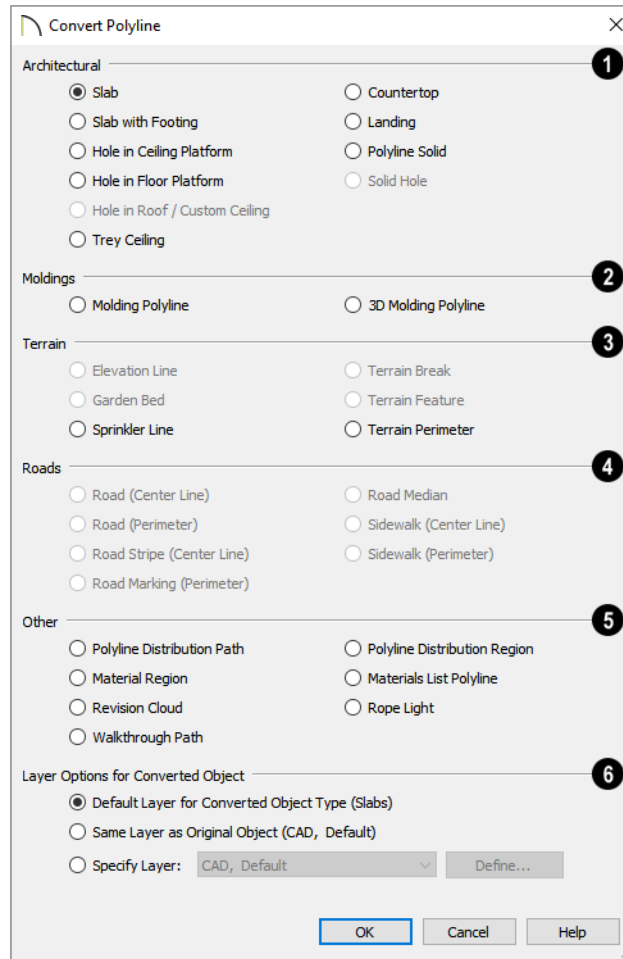 Convert Polyline
Architectural 1
Slab Countertop
Slab with Footing Landing
Hole in Ceiling Platform Polyline Solid
Hole in Floor Platform Solid Hole
Hole in Roof / Custom Ceiling
Trey Ceiling
Moldings 2
Molding Polyline 3D Molding Polyline
Terrain 3
Elevation Line Terrain Break
Garden Bed Terrain Feature
Sprinkler Line Terrain Perimeter
Roads 4
Road (Center Line) Road Median
Road (Perimeter) Sidewalk (Center Line)
Road Stripe (Center Line) Sidewalk (Perimeter)
Road Marking (Perimeter)
Other 5
Polyline Distribution Path Polyline Distribution Region
Material Region Materials List Polyline
Revision Cloud Rope Light
Walkthrough Path
Layer Options for Converted Object 6
Default Layer for Converted Object Type (Slabs)
Same Layer as Original Object (CAD, Default)
Specify Layer: CAD, Default Define...
OK Cancel Help